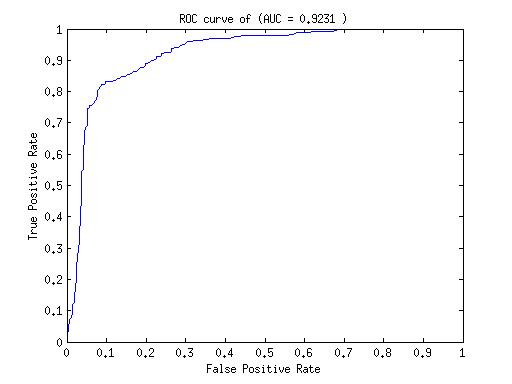 ROC curve of (AUC = 0.9231 )
1
0.9
0.8
0.7
0.6
0.5
0.4
0.3
0.2
0.1
0
True Positive Rate
0 0.1 0.2 0.3 0.4 0.5 0.6 0.7 0.8 0.9 1
False Positive Rate